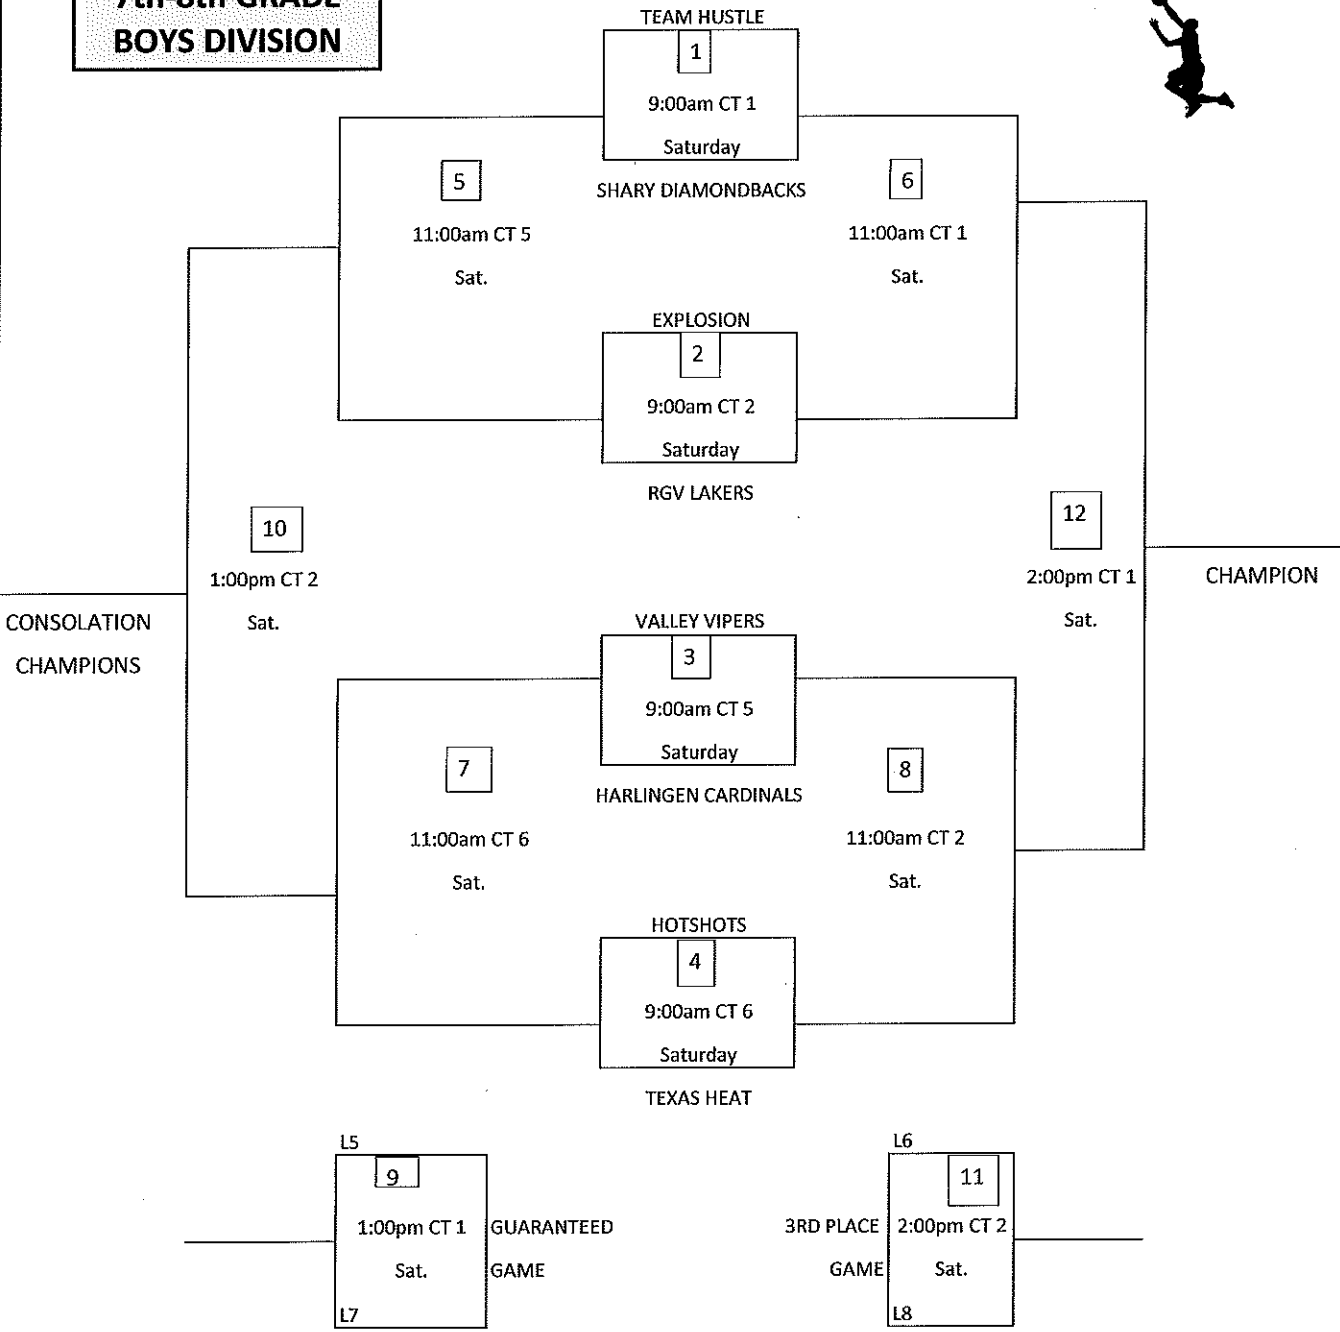 7th-8th GRADE
BOYS DIVISION
TEAM HUSTLE
1
9:00am CT 1
Saturday
SHARY DIAMONDBACKS
5
11:00am CT 5
Sat.
6
11:00am CT 1
Sat.
EXPLOSION
2
9:00am CT 2
Saturday
RGV LAKERS
10
1:00pm CT 2
Sat.
12
2:00pm CT 1
Sat.
CHAMPION
CONSOLATION
CHAMPIONS
VALLEY VIPERS
3
9:00am CT 5
Saturday
HARLINGEN CARDINALS
7
11:00am CT 6
Sat.
8
11:00am CT 2
Sat.
HOTSHOTS
4
9:00am CT 6
Saturday
TEXAS HEAT
L5
9
1:00pm CT 1
Sat.
L7
GUARANTEED
GAME
3RD PLACE
GAME
L6
11
2:00pm CT 2
Sat.
L8